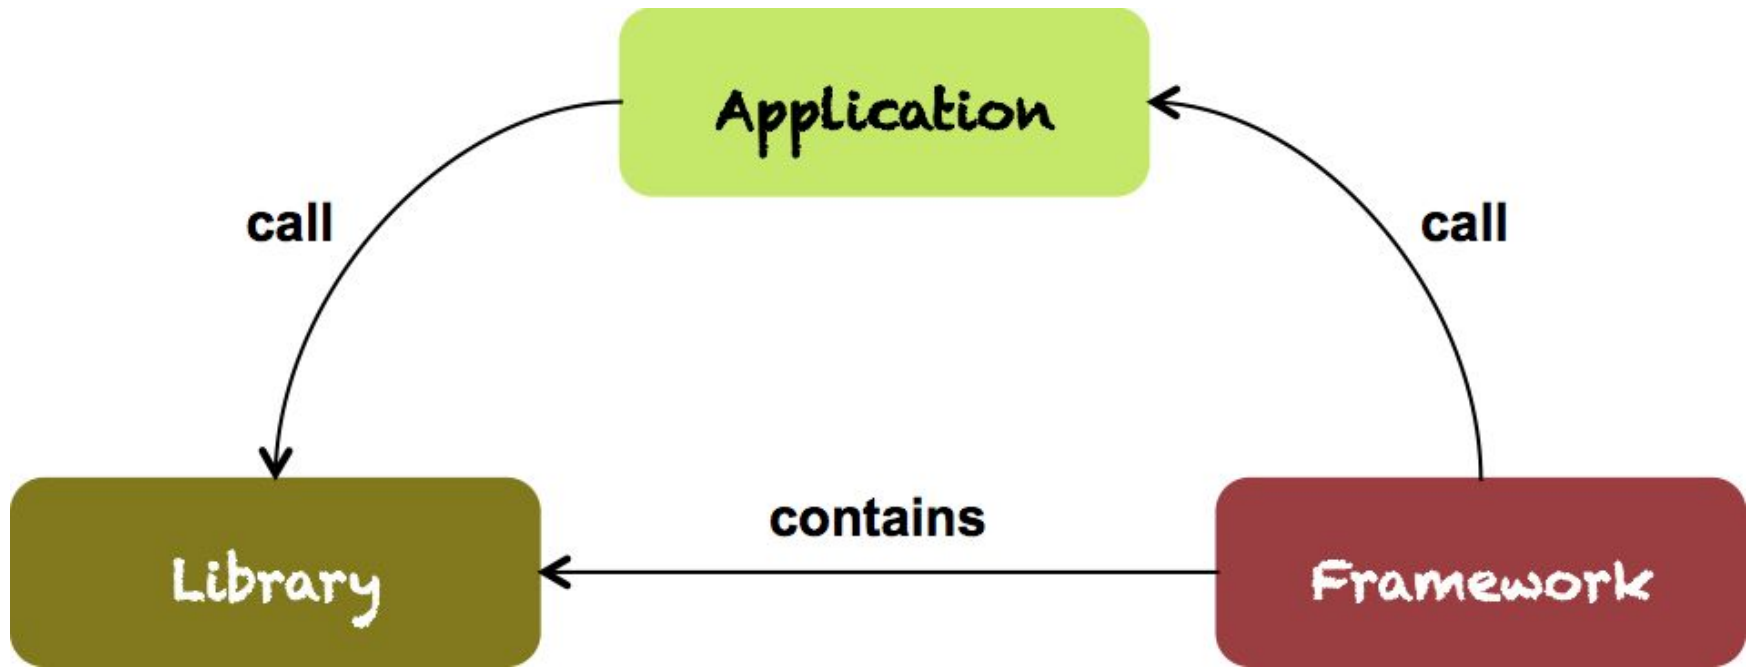 Application
call
call
contains
Library
Framework